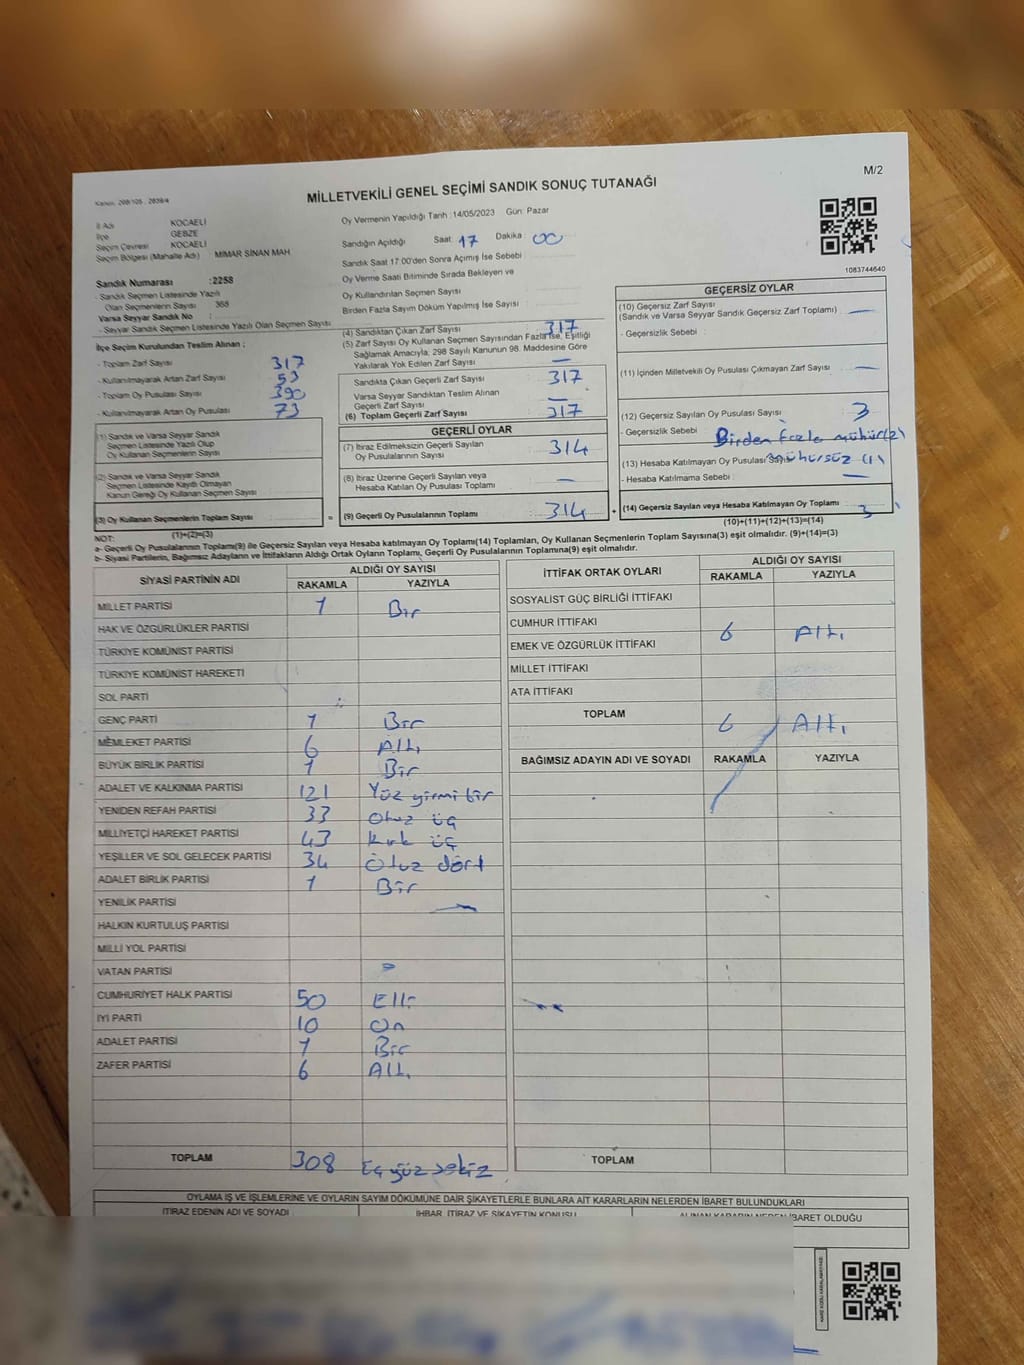 M/2
MİLLETVEKİLİ GENEL SEÇİMİ SANDIK SONUÇ TUTANAĞI
İl Adı KOCAELİ
İlçe GEBZE
Seçim Çevresi KOCAELİ
Seçim Bölgesi (Mahalle Adı) MİMAR SİNAN MAH
Sandık Numarası :2258
- Sandık Seçmen Listesinde Yazılı
Olan Seçmenlerin Sayısı 368
Varsa Seyyar Sandık No :
- Seyyar Sandık Seçmen Listesinde Yazılı Olan Seçmen Sayısı
İlçe Seçim Kurulundan Teslim Alınan ;
- Toplam Zarf Sayısı 317
- Kullanılmayarak Artan Zarf Sayısı 53
- Toplam Oy Pusulası Sayısı 390
- Kullanılmayarak Artan Oy Pusulası 73
(1) Sandık ve Varsa Seyyar Sandık
Seçmen Listesinde Yazılı Olup
Oy Kullanan Seçmenlerin Sayısı
(2) Sandık ve Varsa Seyyar Sandık
Seçmen Listesinde Kayıtlı Olmayan
Kanun Gereği Oy Kullanan Seçmen Sayısı
(3) Oy Kullanan Seçmenlerin Toplam Sayısı
(1)+(2)=(3)
Oy Vermenin Yapıldığı Tarih :14/05/2023 Gün: Pazar
Sandığın Açıldığı Saat: 17 Dakika : 00
Sandık Saat 17:00'den Sonra Açımış İse Sebebi
Oy Verme Saati Bitiminde Sırada Bekleyen ve
Oy Kullandırılan Seçmen Sayısı
Birden Fazla Sayım Döküm Yapılmış İse Sayısı
(4) Sandıktan Çıkan Zarf Sayısı 317
(5) Zarf Sayısı Oy Kullanan Seçmen Sayısından Fazla ise, Eşitliği
Sağlamak Amacıyla; 298 Sayılı Kanunun 98. Maddesine Göre
Yakılarak Yok Edilen Zarf Sayısı —
Sandıkta Çıkan Geçerli Zarf Sayısı 317
Varsa Seyyar Sandıktan Teslim Alınan
Geçerli Zarf Sayısı —
(6) Toplam Geçerli Zarf Sayısı 317
GEÇERLİ OYLAR
(7) İtiraz Edilmeksizin Geçerli Sayılan
Oy Pusulalarının Sayısı 314
(8) İtiraz Üzerine Geçerli Sayılan veya
Hesaba Katılan Oy Pusulası Toplamı —
= (9) Geçerli Oy Pusulalarının Toplamı 314 +
1083744640
GEÇERSİZ OYLAR
(10) Geçersiz Zarf Sayısı
(Sandık ve Varsa Seyyar Sandık Geçersiz Zarf Toplamı) —
- Geçersizlik Sebebi :
(11) İçinden Milletvekili Oy Pusulası Çıkmayan Zarf Sayısı —
(12) Geçersiz Sayılan Oy Pusulası Sayısı 3
- Geçersizlik Sebebi Birden fazla mühür(2)
(13) Hesaba Katılmayan Oy Pusulası Sayısı mühürsüz (1)
- Hesaba Katılmama Sebebi : —
(14) Geçersiz Sayılan veya Hesaba Katılmayan Oy Toplamı 3
(10)+(11)+(12)+(13)=(14)
NOT:
a- Geçerli Oy Pusulalarının Toplamı(9) ile Geçersiz Sayılan veya Hesaba katılmayan Oy Toplamı(14) Toplamları, Oy Kullanan Seçmenlerin Toplam Sayısına(3) eşit olmalıdır. (9)+(14)=(3)
b- Siyasi Partilerin, Bağımsız Adayların ve İttifakların Aldığı Ortak Oyların Toplamı, Geçerli Oy Pusulalarının Toplamına(9) eşit olmalıdır.
SİYASİ PARTİNİN ADI ALDIĞI OY SAYISI
RAKAMLA YAZIYLA
MİLLET PARTİSİ 1 Bir
HAK VE ÖZGÜRLÜKLER PARTİSİ
TÜRKİYE KOMÜNİST PARTİSİ
TÜRKİYE KOMÜNİST HAREKETİ
SOL PARTİ
GENÇ PARTİ 1 Bir
MEMLEKET PARTİSİ 6 Altı
BÜYÜK BİRLİK PARTİSİ 1 Bir
ADALET VE KALKINMA PARTİSİ 121 Yüz yirmi bir
YENİDEN REFAH PARTİSİ 33 Otuz üç
MİLLİYETÇİ HAREKET PARTİSİ 43 Kırk üç
YEŞİLLER VE SOL GELECEK PARTİSİ 34 Otuz dört
ADALET BİRLİK PARTİSİ 1 Bir
YENİLİK PARTİSİ
HALKIN KURTULUŞ PARTİSİ
MİLLİ YOL PARTİSİ
VATAN PARTİSİ
CUMHURİYET HALK PARTİSİ 50 Elli
İYİ PARTİ 10 On
ADALET PARTİSİ 1 Bir
ZAFER PARTİSİ 6 Altı
TOPLAM 308 Üç yüz sekiz
İTTİFAK ORTAK OYLARI ALDIĞI OY SAYISI
RAKAMLA YAZIYLA
SOSYALİST GÜÇ BİRLİĞİ İTTİFAKI
CUMHUR İTTİFAKI 6 Altı
EMEK VE ÖZGÜRLÜK İTTİFAKI
MİLLET İTTİFAKI
ATA İTTİFAKI
TOPLAM 6 Altı
BAĞIMSIZ ADAYIN ADI VE SOYADI RAKAMLA YAZIYLA
TOPLAM
OYLAMA İŞ VE İŞLEMLERİNE VE OYLARIN SAYIM DÖKÜMÜNE DAİR ŞİKAYETLERLE BUNLARA AİT KARARLARIN NELERDEN İBARET BULUNDUKLARI
İTİRAZ EDENİN ADI VE SOYADI İHBAR, İTİRAZ VE ŞİKAYETİN KONUSU ALINAN KARARIN NEDEN İBARET OLDUĞU